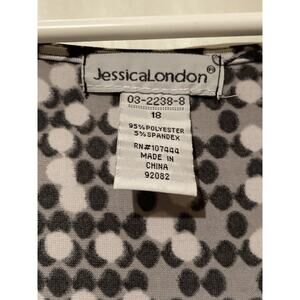 JessicaLondon®
03-2238-8
18
95% POLYESTER
5% SPANDEX
RN#107444
MADE IN
CHINA
92082